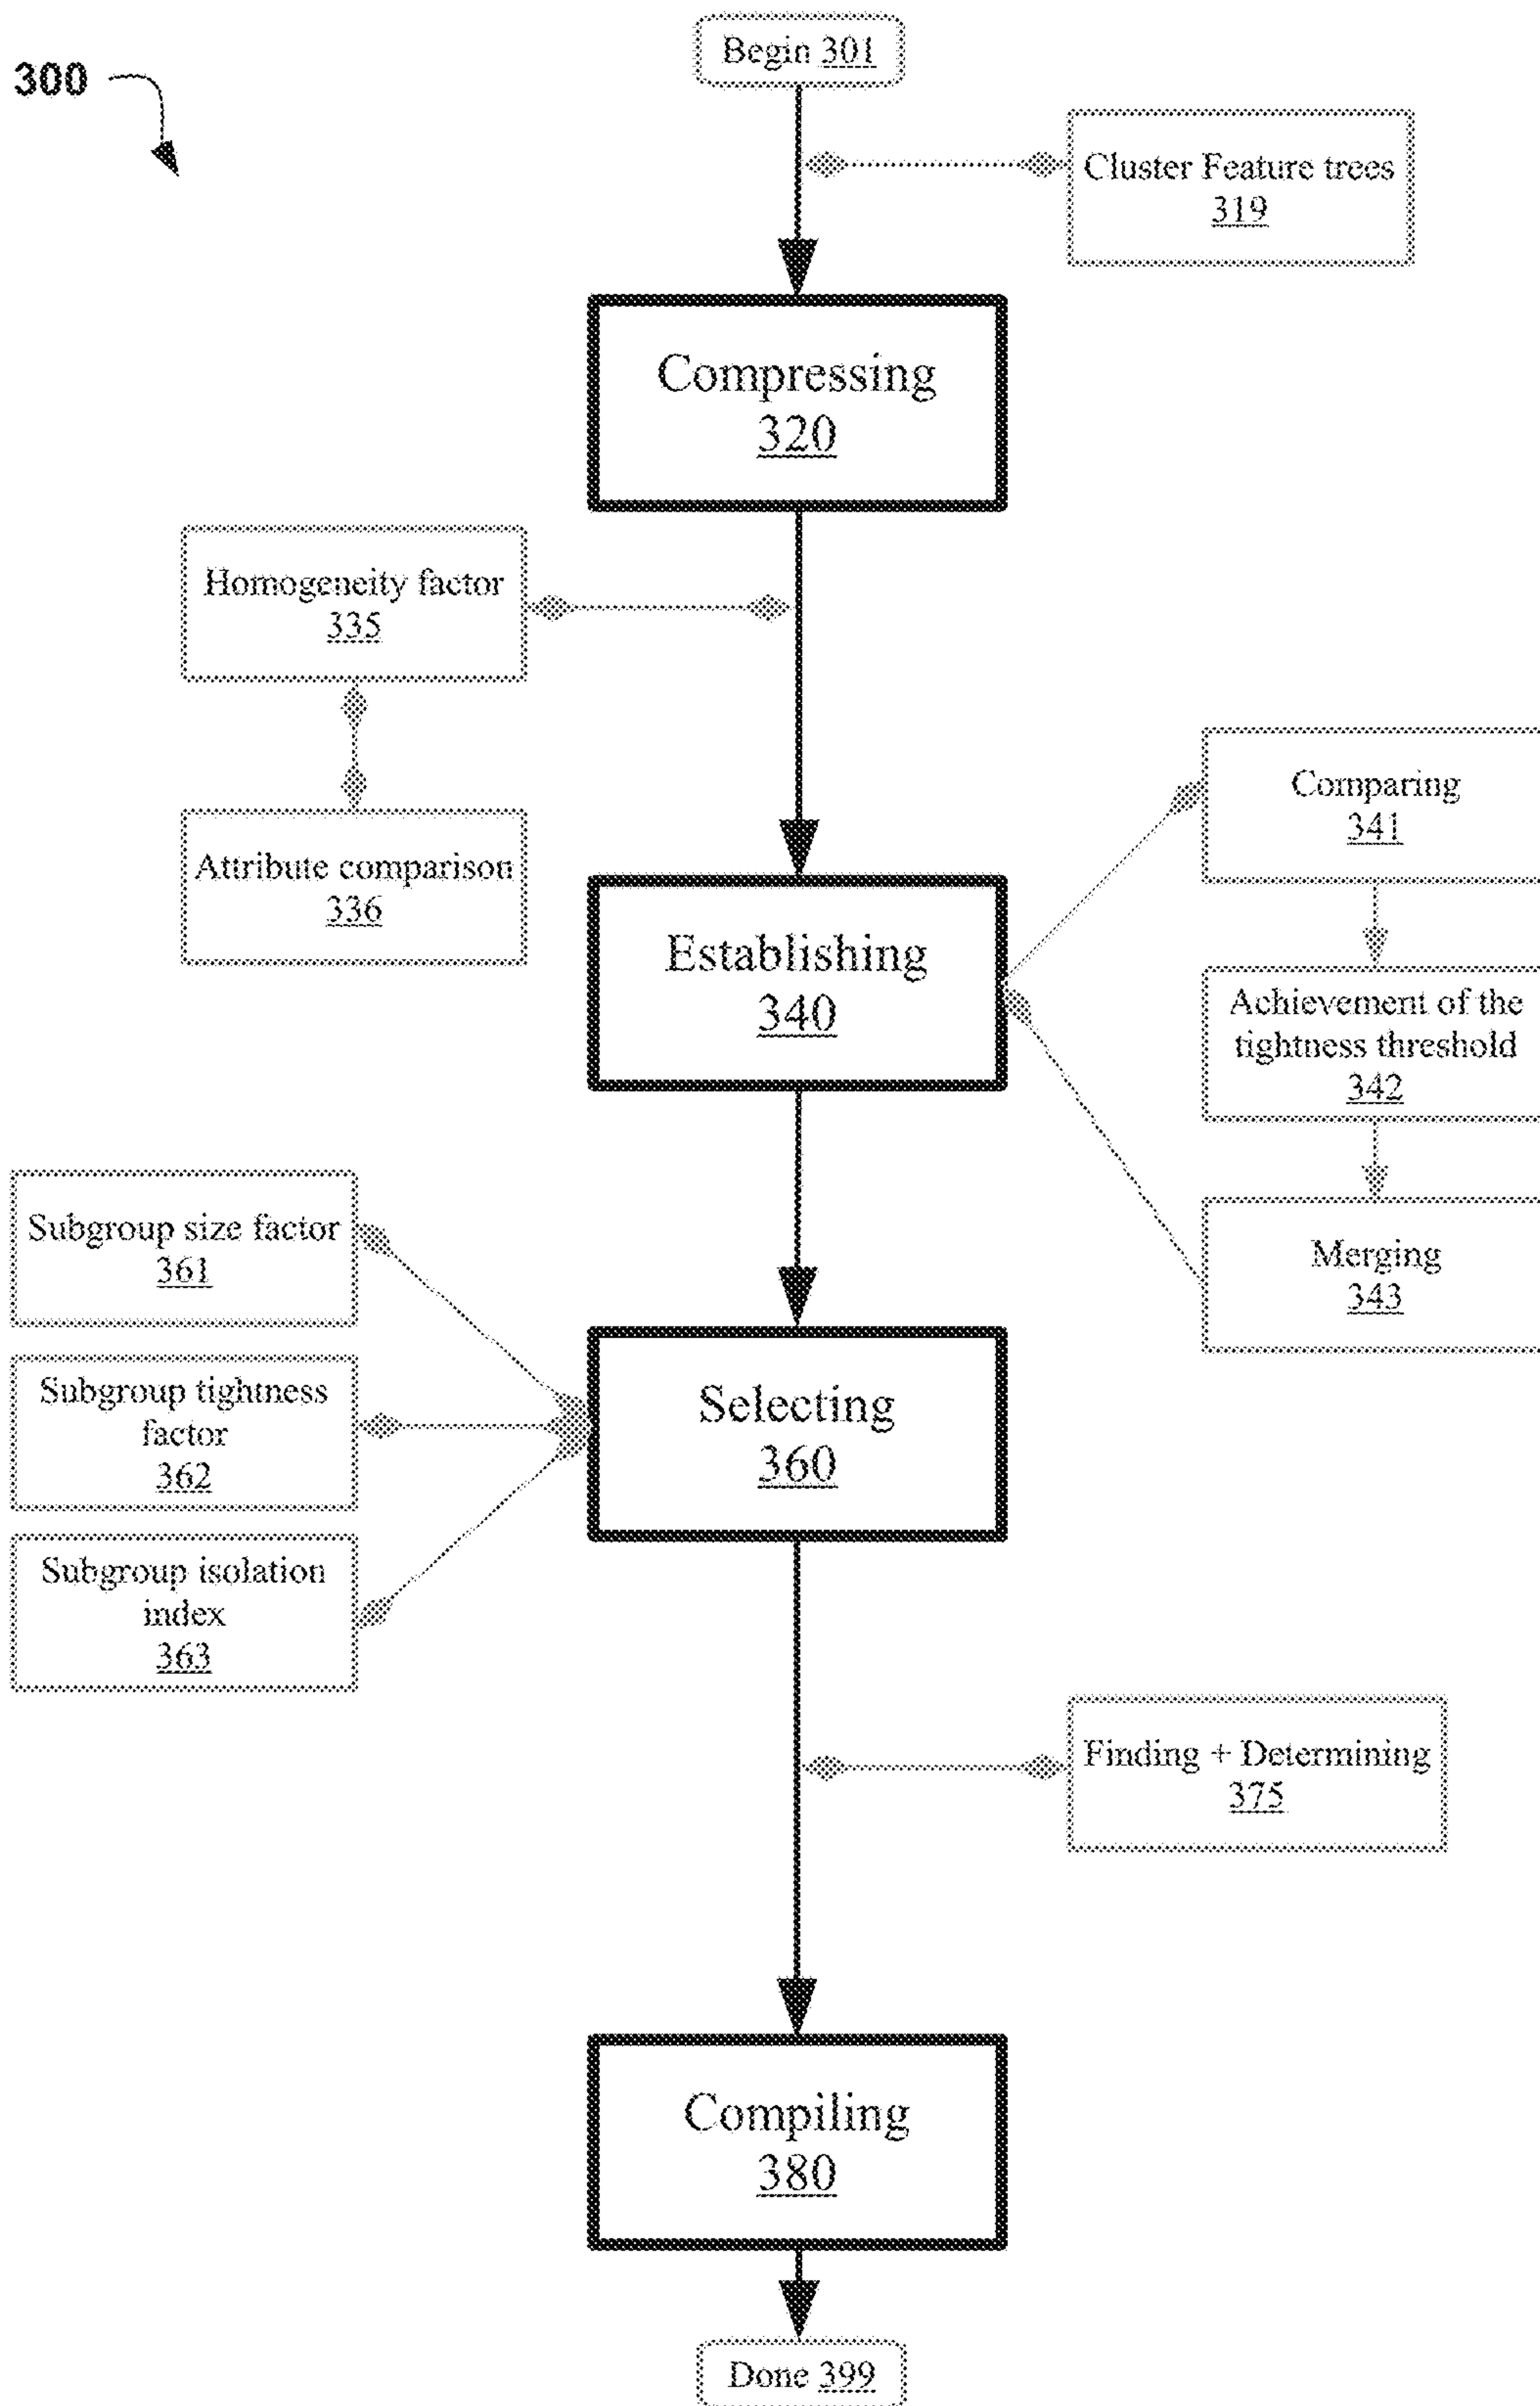 300
Begin 301
Cluster Feature trees
319
Compressing
320
Homogeneity factor
335
Attribute comparison
336
Comparing
341
Establishing
340
Achievement of the
tightness threshold
342
Merging
343
Subgroup size factor
361
Subgroup tightness
factor
362
Subgroup isolation
index
363
Selecting
360
Finding + Determining
375
Compiling
380
Done 399